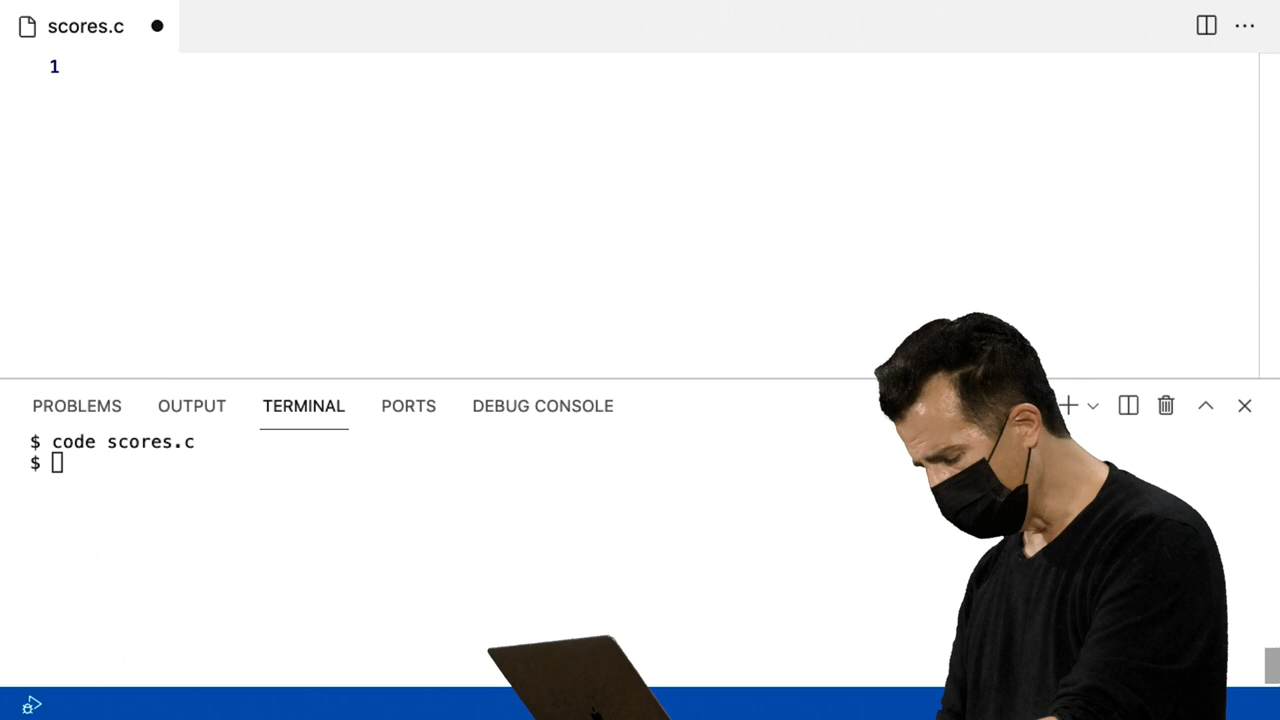 scores.c
1
PROBLEMS OUTPUT TERMINAL PORTS DEBUG CONSOLE
$ code scores.c
$